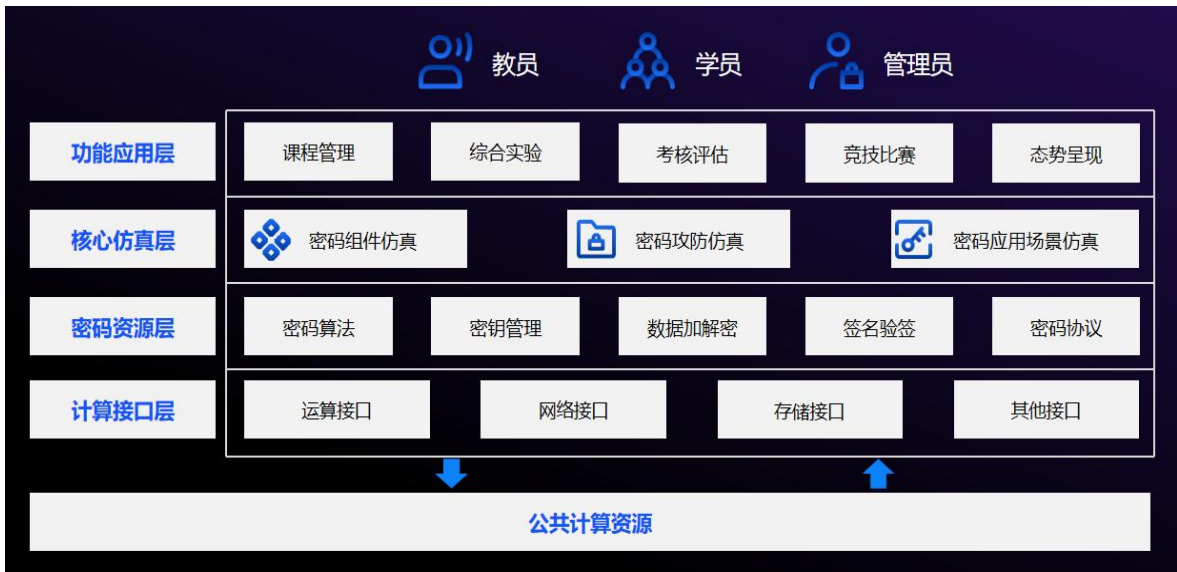 教员 学员 管理员
功能应用层 课程管理 综合实验 考核评估 竞技比赛 态势呈现
核心仿真层 密码组件仿真 密码攻防仿真 密码应用场景仿真
密码资源层 密码算法 密钥管理 数据加解密 签名验签 密码协议
计算接口层 运算接口 网络接口 存储接口 其他接口
公共计算资源